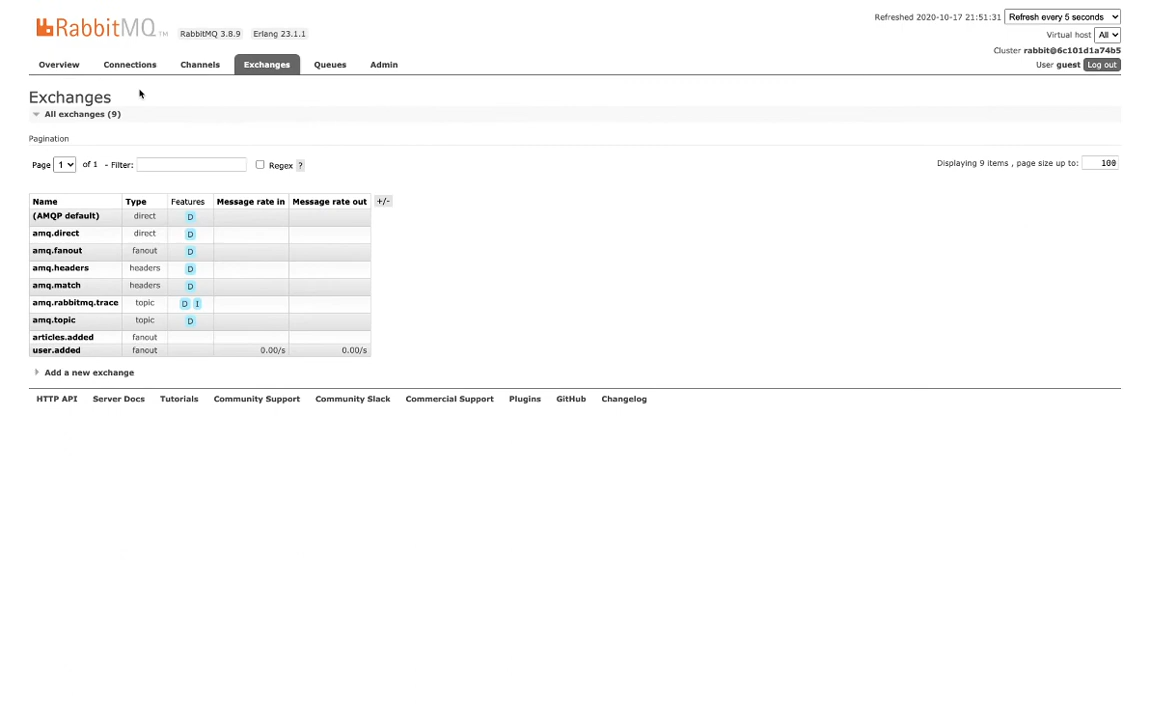 RabbitMQ TM RabbitMQ 3.8.9 Erlang 23.1.1
Refreshed 2020-10-17 21:51:31 Refresh every 5 seconds
Virtual host All
Cluster rabbit@6c101d1a74b5
User guest Log out
Overview Connections Channels Exchanges Queues Admin
Exchanges
All exchanges (9)
Pagination
Page 1 of 1 - Filter: Regex ? Displaying 9 items , page size up to: 100
Name Type Features Message rate in Message rate out +/-
(AMQP default) direct D
amq.direct direct D
amq.fanout fanout D
amq.headers headers D
amq.match headers D
amq.rabbitmq.trace topic D I
amq.topic topic D
articles.added fanout
user.added fanout 0.00/s 0.00/s
Add a new exchange
HTTP API Server Docs Tutorials Community Support Community Slack Commercial Support Plugins GitHub Changelog